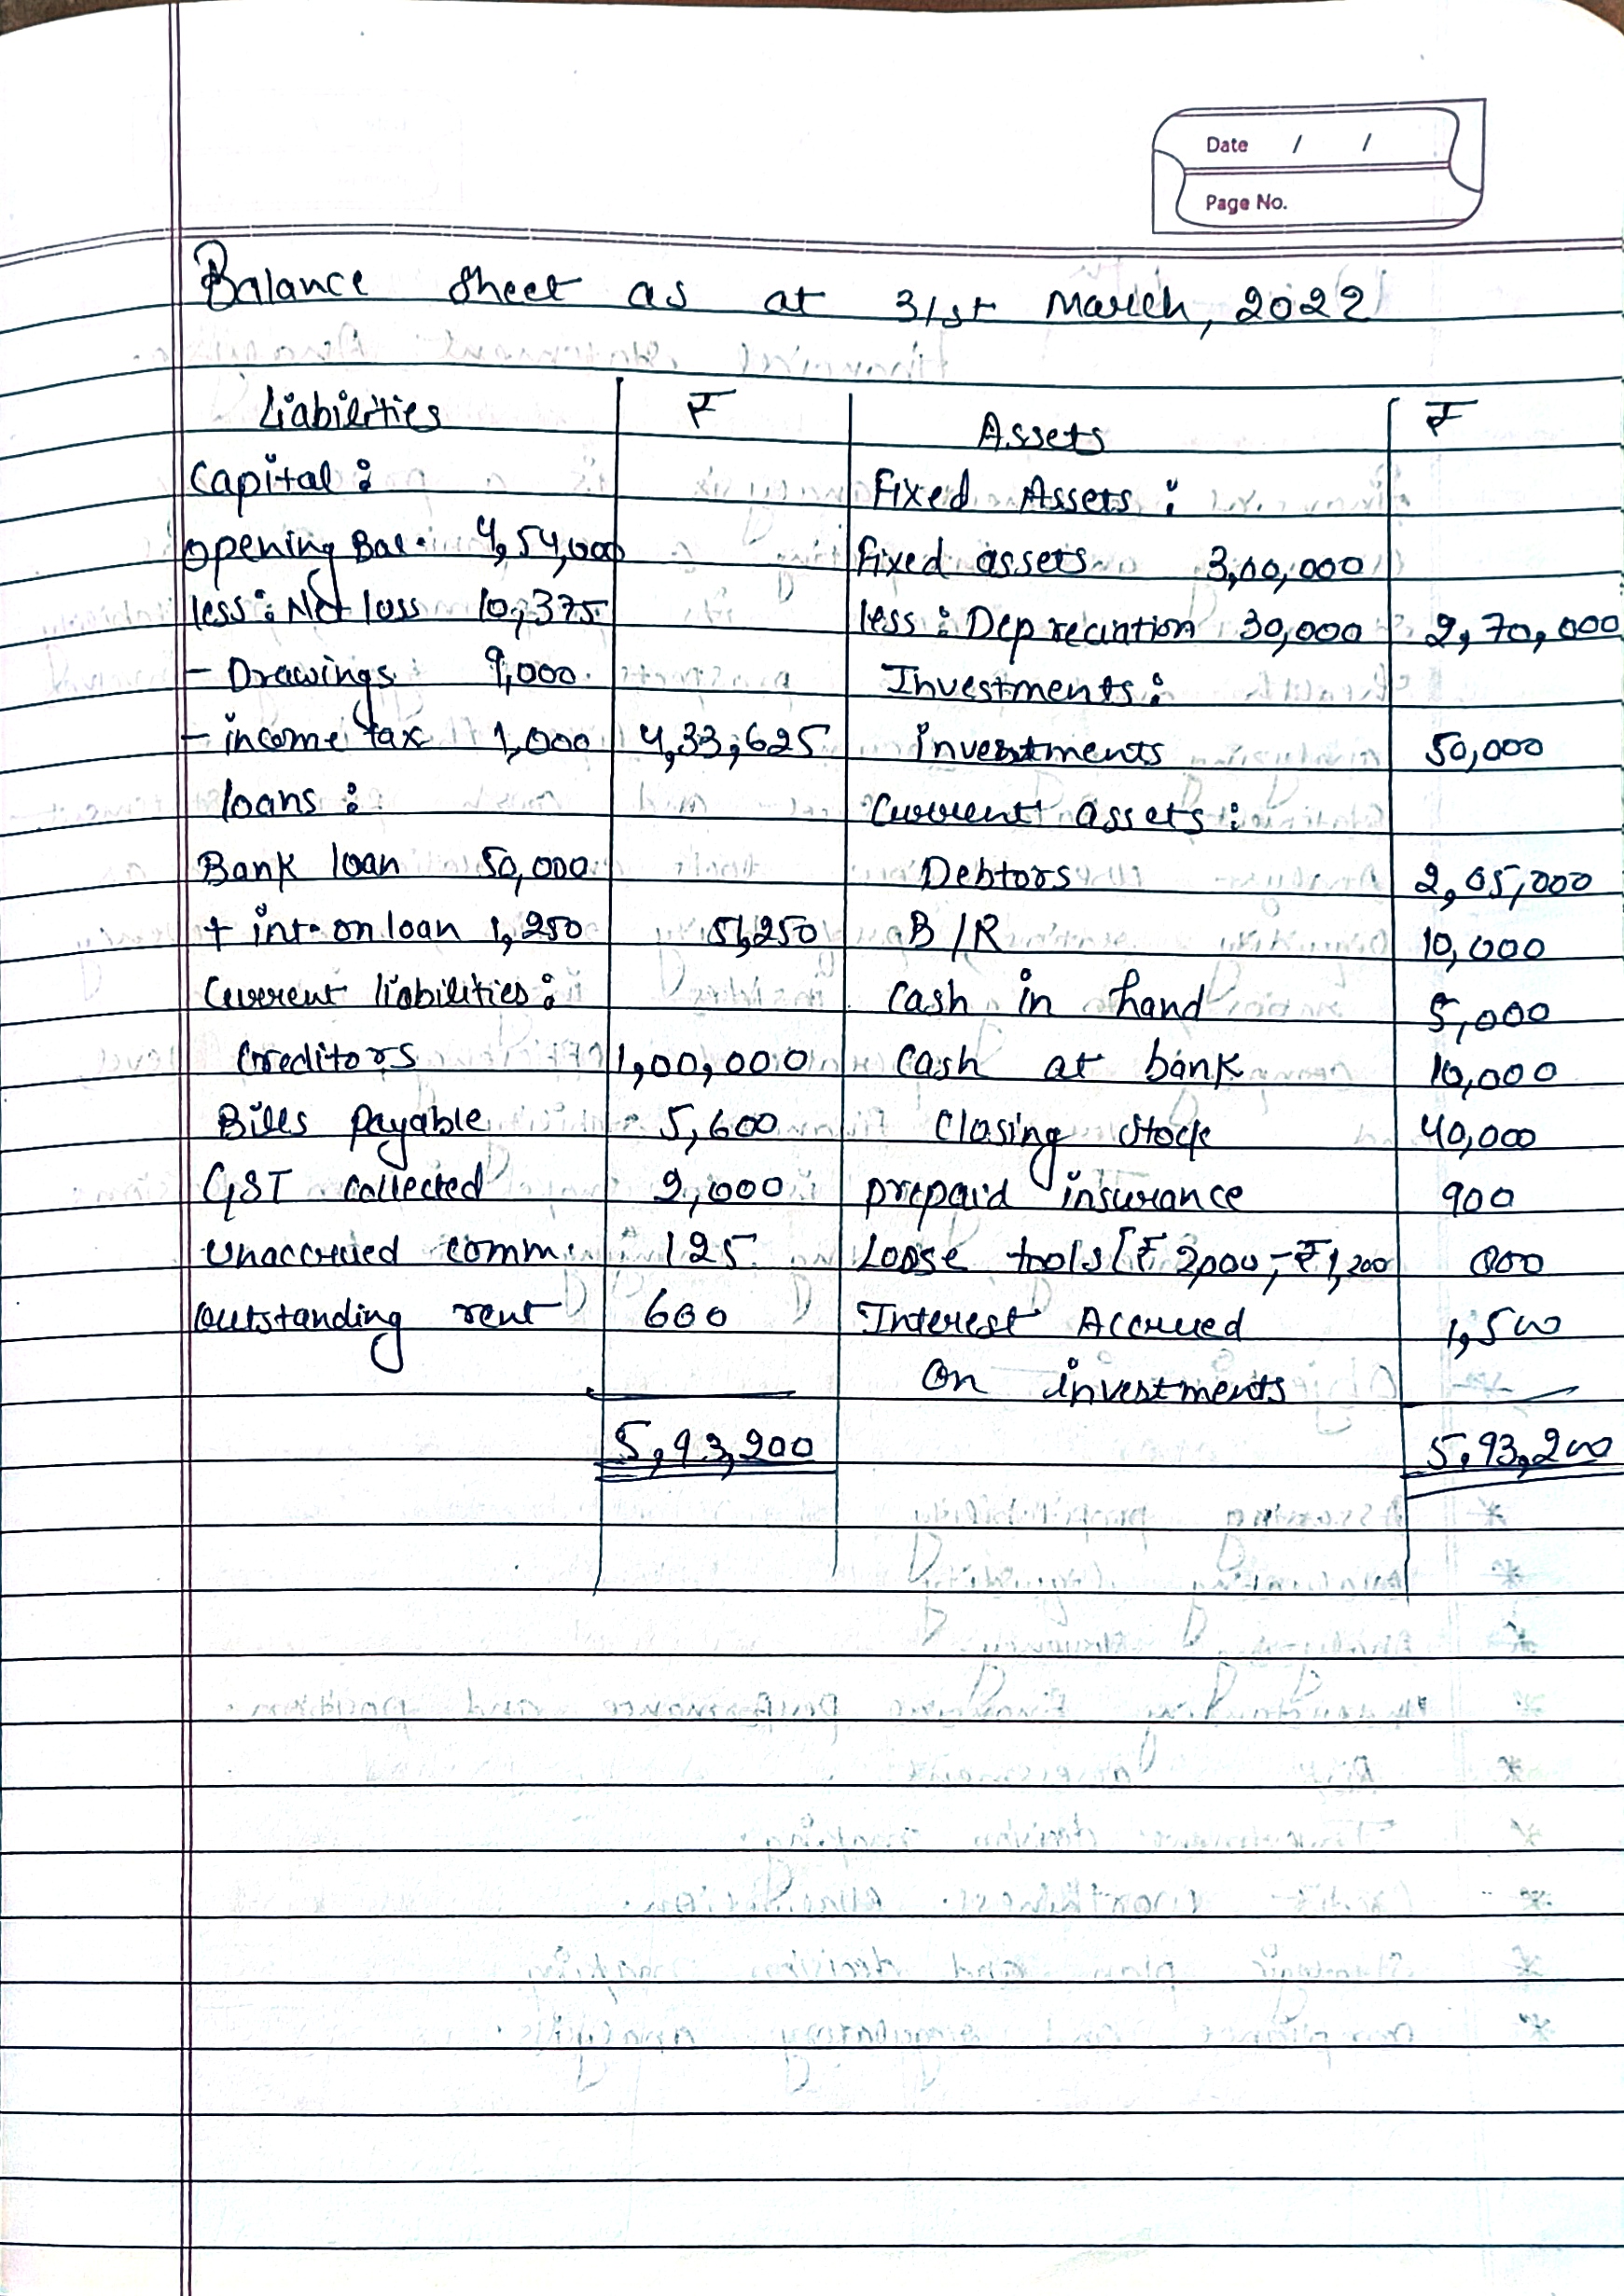 Date / /
Page No.
Balance sheet as at 31st March, 2022
Liabilities ₹ Assets ₹
Capital : Fixed Assets :
opening Bal. 4,54,000 fixed assets 3,00,000
less : Net loss 10,375 less : Depreciation 30,000 2,70,000
- Drawings 9,000 Investments :
- income tax 1,000 4,33,625 investments 50,000
loans : Current assets :
Bank loan 50,000 Debtors 2,05,000
+ int. on loan 1,250 51,250 B/R 10,000
Current liabilities : Cash in hand 5,000
Creditors 1,00,000 Cash at bank 10,000
Bills Payable 5,600 Closing stock 40,000
GST collected 2,000 prepaid insurance 900
unaccrued comm. 125 Loose tools [₹ 2,000 - ₹1,200 800
outstanding rent 600 Interest Accrued 1,500
on investments
5,93,200 5,93,200